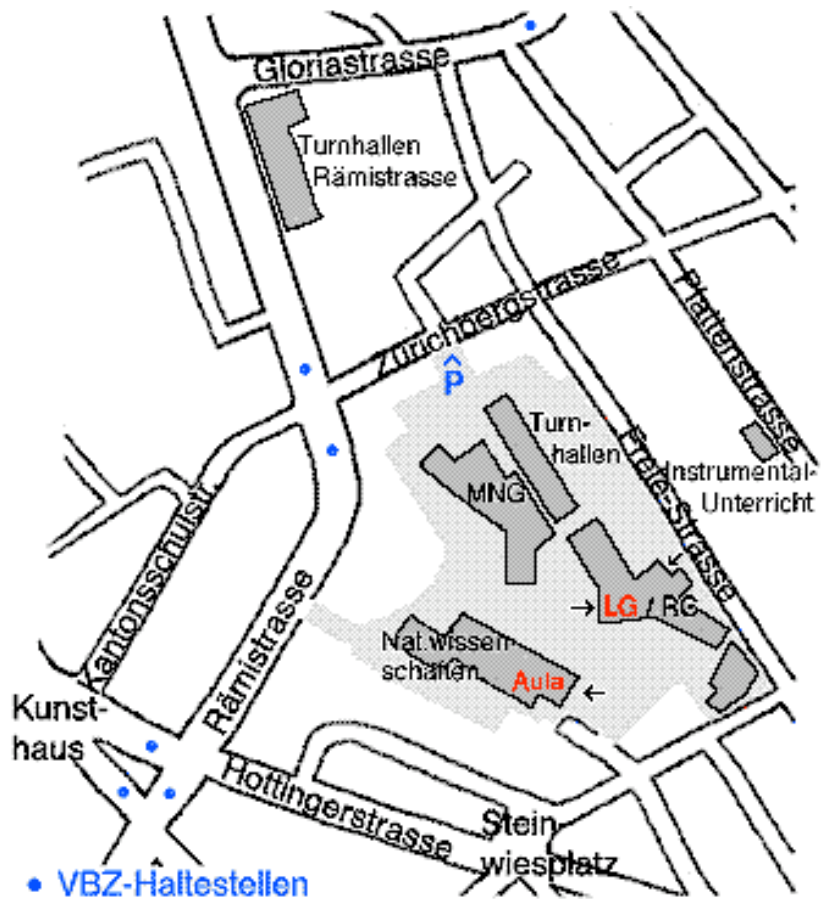 Gloriastrasse
Turnhallen
Rämistrasse
Zürichbergstrasse
Plattenstrasse
P
Turn-
hallen
Freie-Strasse
Instrumental-
Unterricht
MNG
LG / RG
Kantonsschulstr.
Rämistrasse
Nat.wissen-
schaften
Aula
Kunst-
haus
Hottingerstrasse
Stein-
wiesplatz
VBZ-Haltestellen